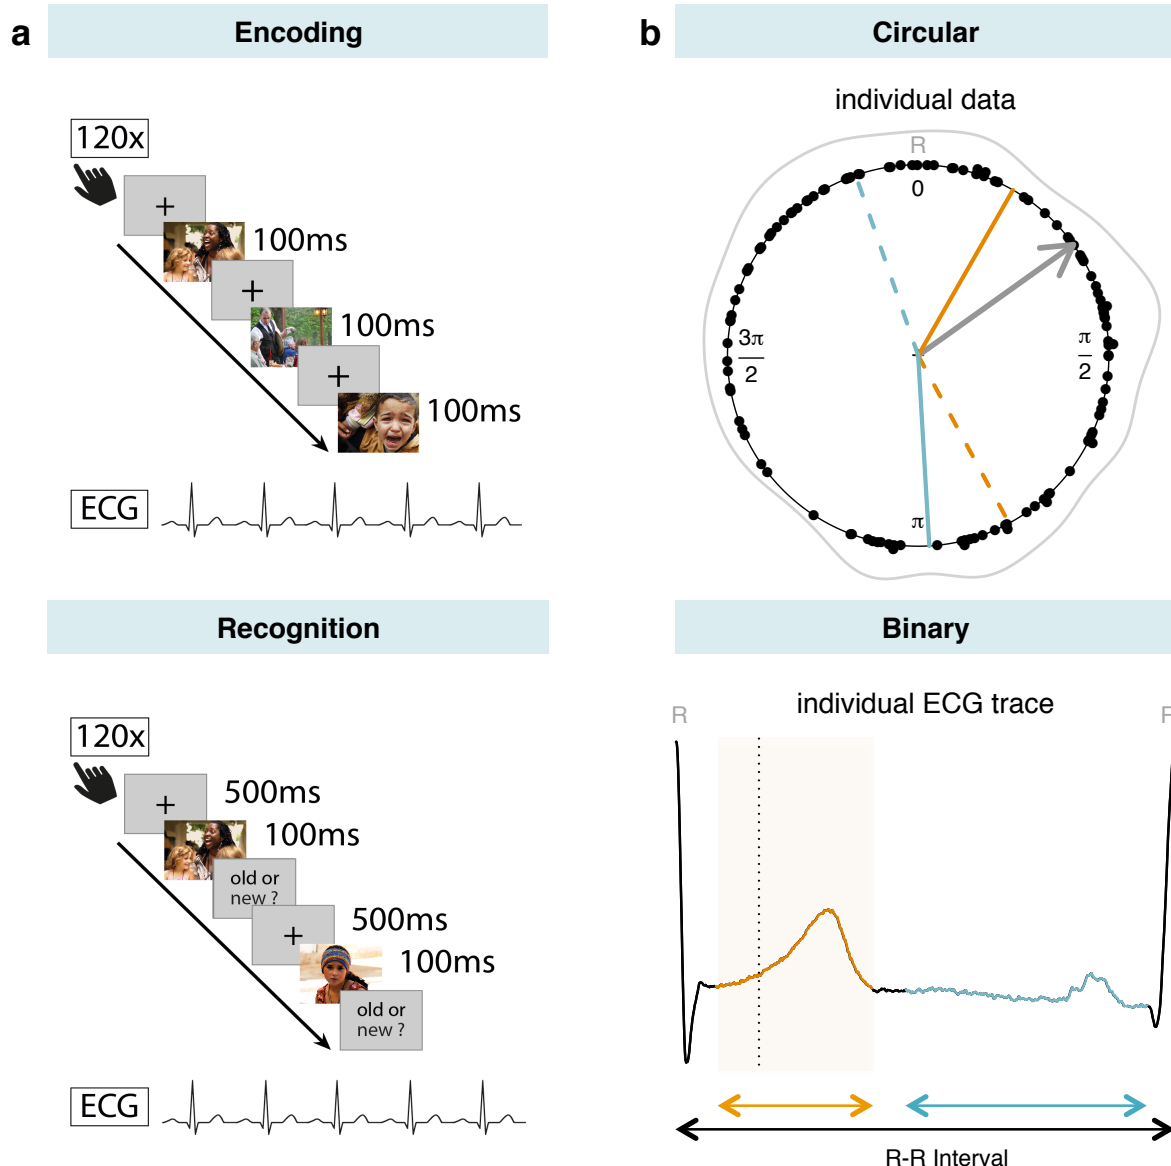 a
Encoding
120x
+
100ms
+
100ms
+
100ms
ECG
Recognition
120x
+
500ms
100ms
old or
new ?
+
500ms
100ms
old or
new ?
ECG
b
Circular
individual data
R
0
3π
2
π
2
π
Binary
individual ECG trace
R
R-R Interval